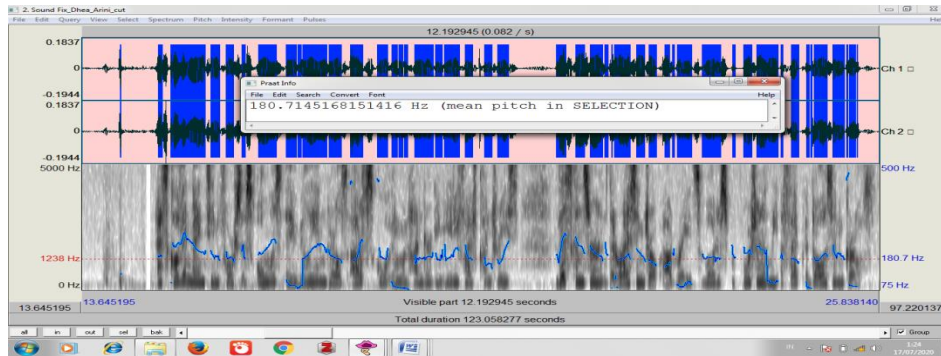 2. Sound Fix_Dhea_Arini_cut
File Edit Query View Select Spectrum Pitch Intensity Formant Pulses
12.192945 (0.082 / s)
0.1837
0
-0.1944
0.1837
0
-0.1944
Ch 1
Ch 2
Praat Info
File Edit Search Convert Font Help
180.7145168151416 Hz (mean pitch in SELECTION)
5000 Hz
1238 Hz
0 Hz
500 Hz
180.7 Hz
75 Hz
13.645195 13.645195 Visible part 12.192945 seconds 25.838140 97.220137
Total duration 123.058277 seconds
all in out sel bak Group
IN 1:24
17/07/2020